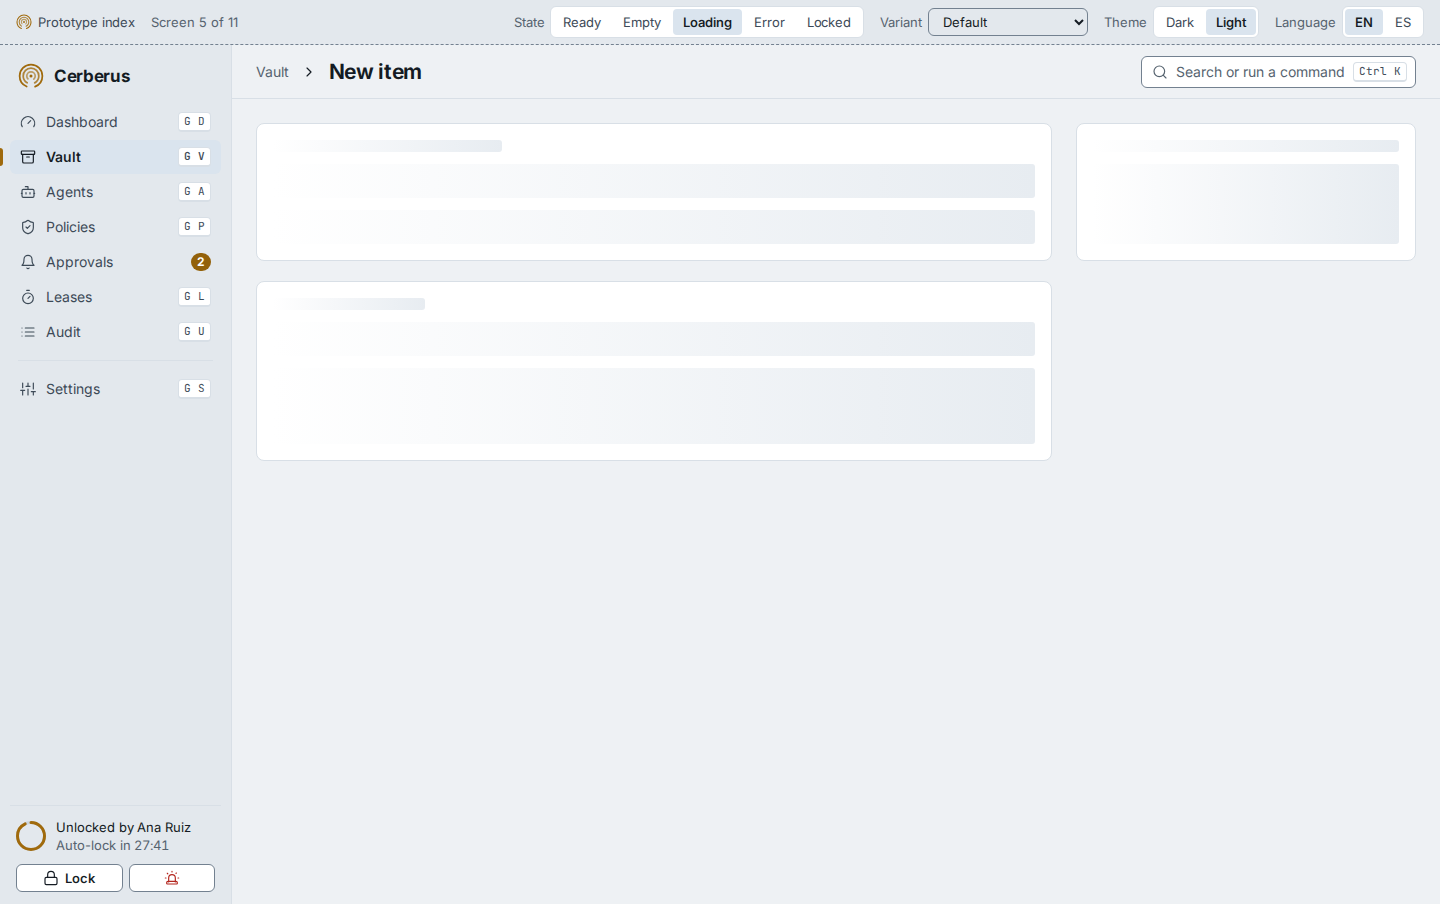 Prototype index Screen 5 of 11 State Ready Empty Loading Error Locked Variant Default Theme Dark Light Language EN ES
Cerberus
Vault New item Search or run a command Ctrl K
Dashboard G D
Vault G V
Agents G A
Policies G P
Approvals 2
Leases G L
Audit G U
Settings G S
Unlocked by Ana Ruiz
Auto-lock in 27:41
Lock